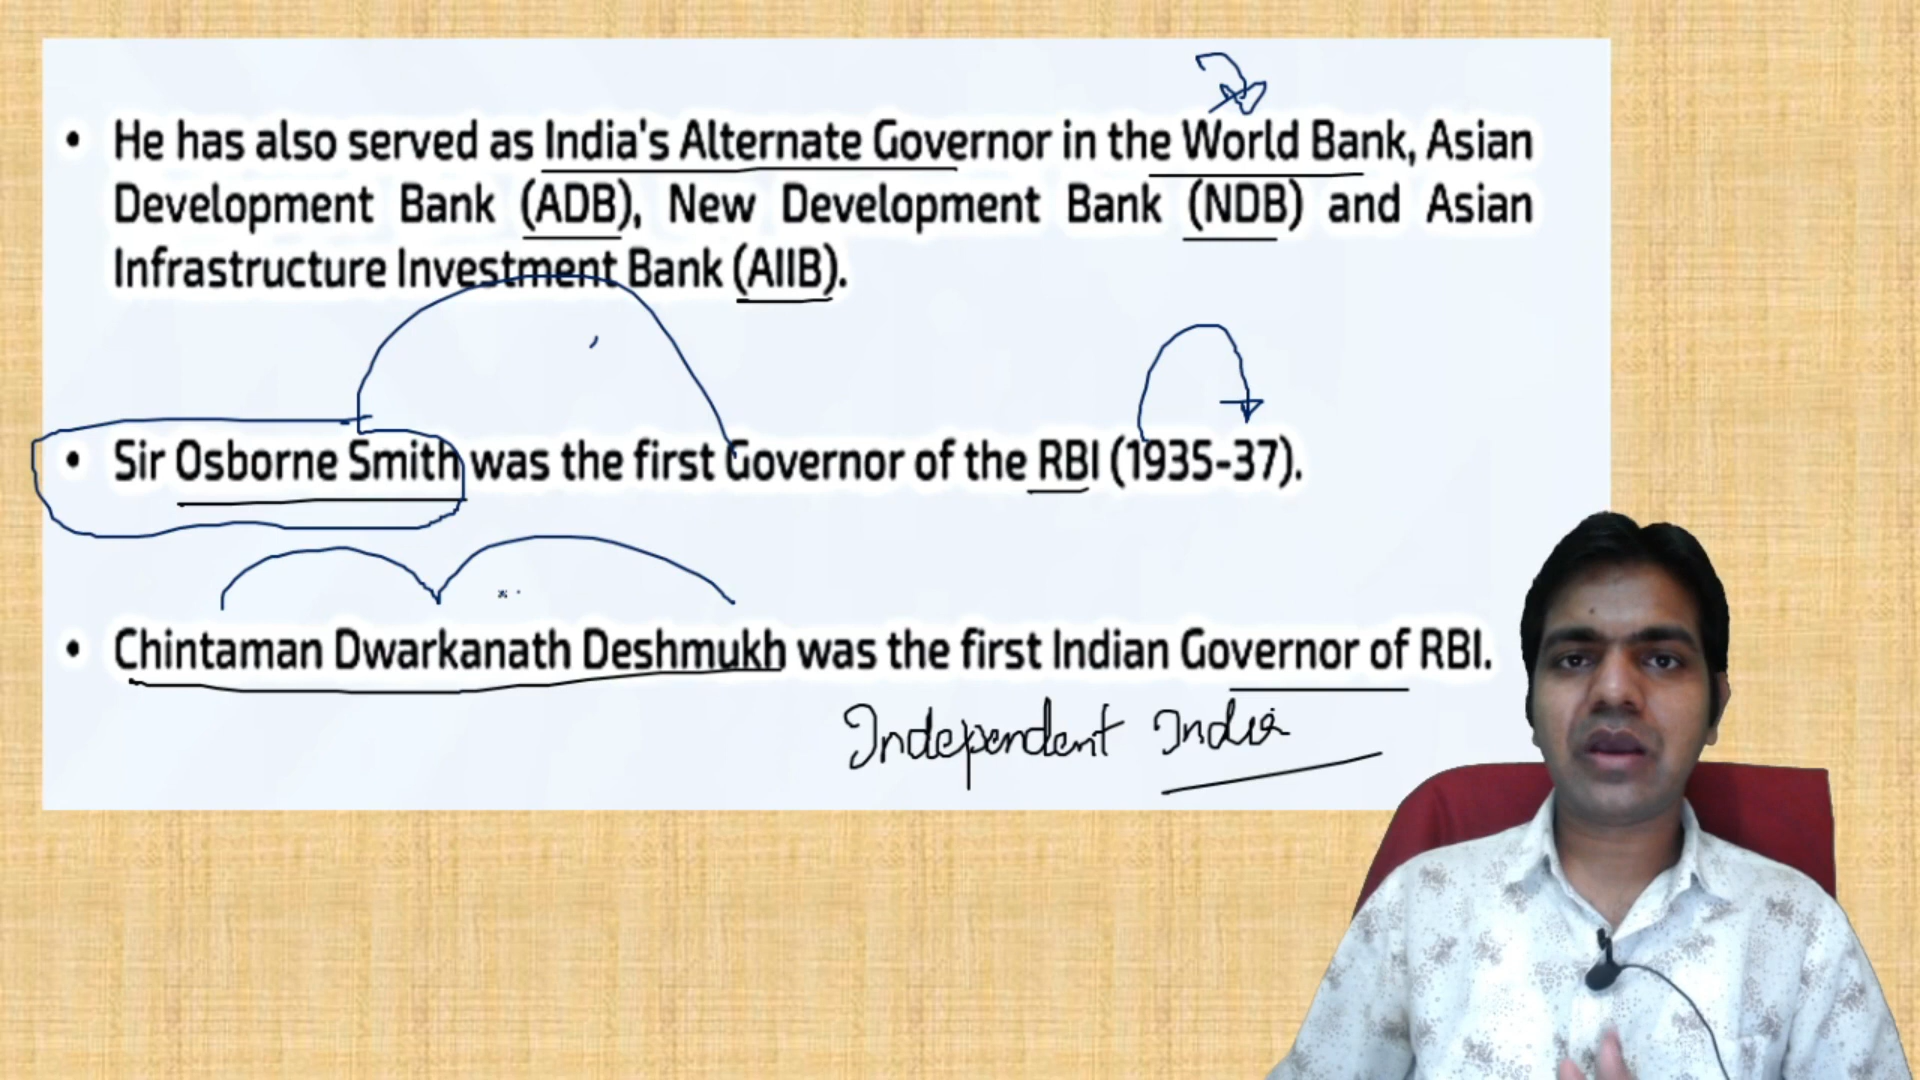 • He has also served as India's Alternate Governor in the World Bank, Asian
Development Bank (ADB), New Development Bank (NDB) and Asian
Infrastructure Investment Bank (AIIB).
• Sir Osborne Smith was the first Governor of the RBI (1935-37).
• Chintaman Dwarkanath Deshmukh was the first Indian Governor of RBI.
Independent India